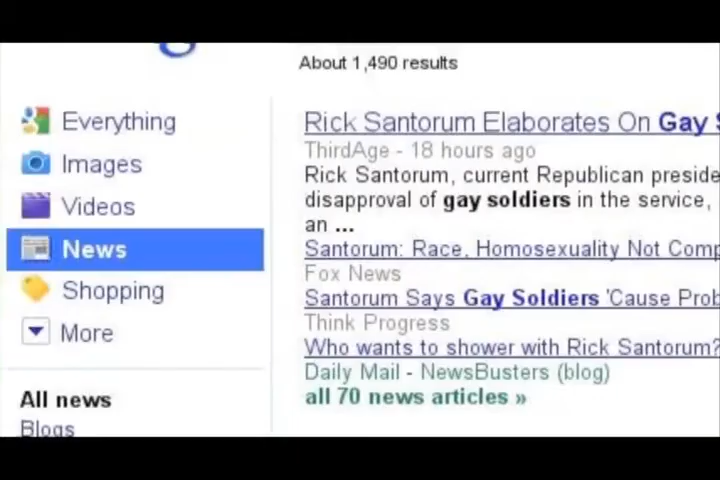 About 1,490 results
Everything
Images
Videos
News
Shopping
More
All news
Blogs
Rick Santorum Elaborates On Gay
ThirdAge - 18 hours ago
Rick Santorum, current Republican preside
disapproval of gay soldiers in the service,
an ...
Santorum: Race, Homosexuality Not Comp
Fox News
Santorum Says Gay Soldiers 'Cause Prob
Think Progress
Who wants to shower with Rick Santorum?
Daily Mail - NewsBusters (blog)
all 70 news articles »